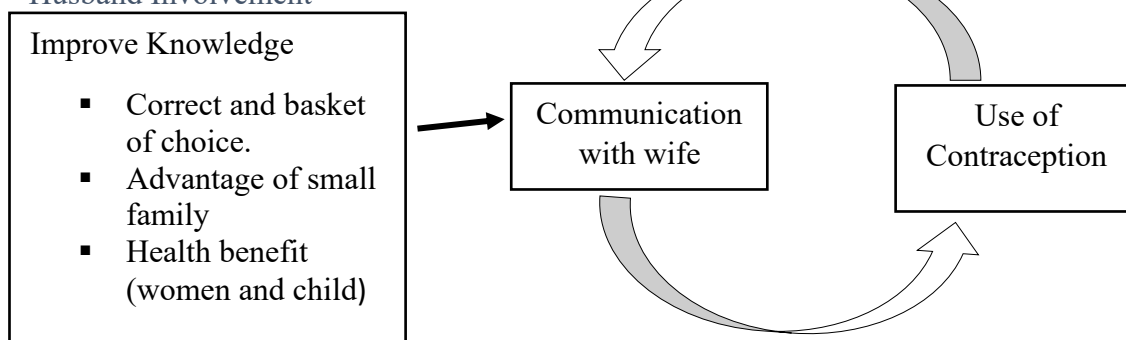 Husband Involvement
Improve Knowledge
▪ Correct and basket
of choice.
▪ Advantage of small
family
▪ Health benefit
(women and child)
Communication
with wife
Use of
Contraception